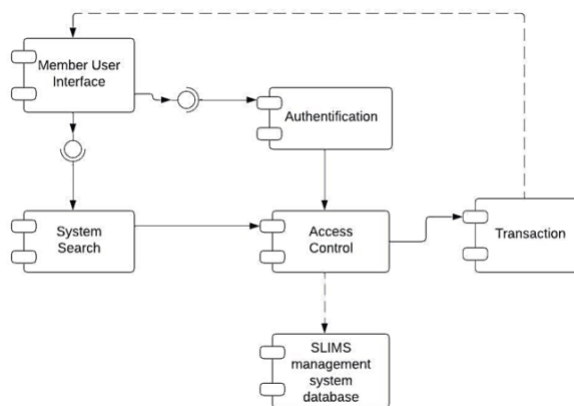 Member User
Interface
Authentification
System
Search
Access
Control
Transaction
SLIMS
management
system
database